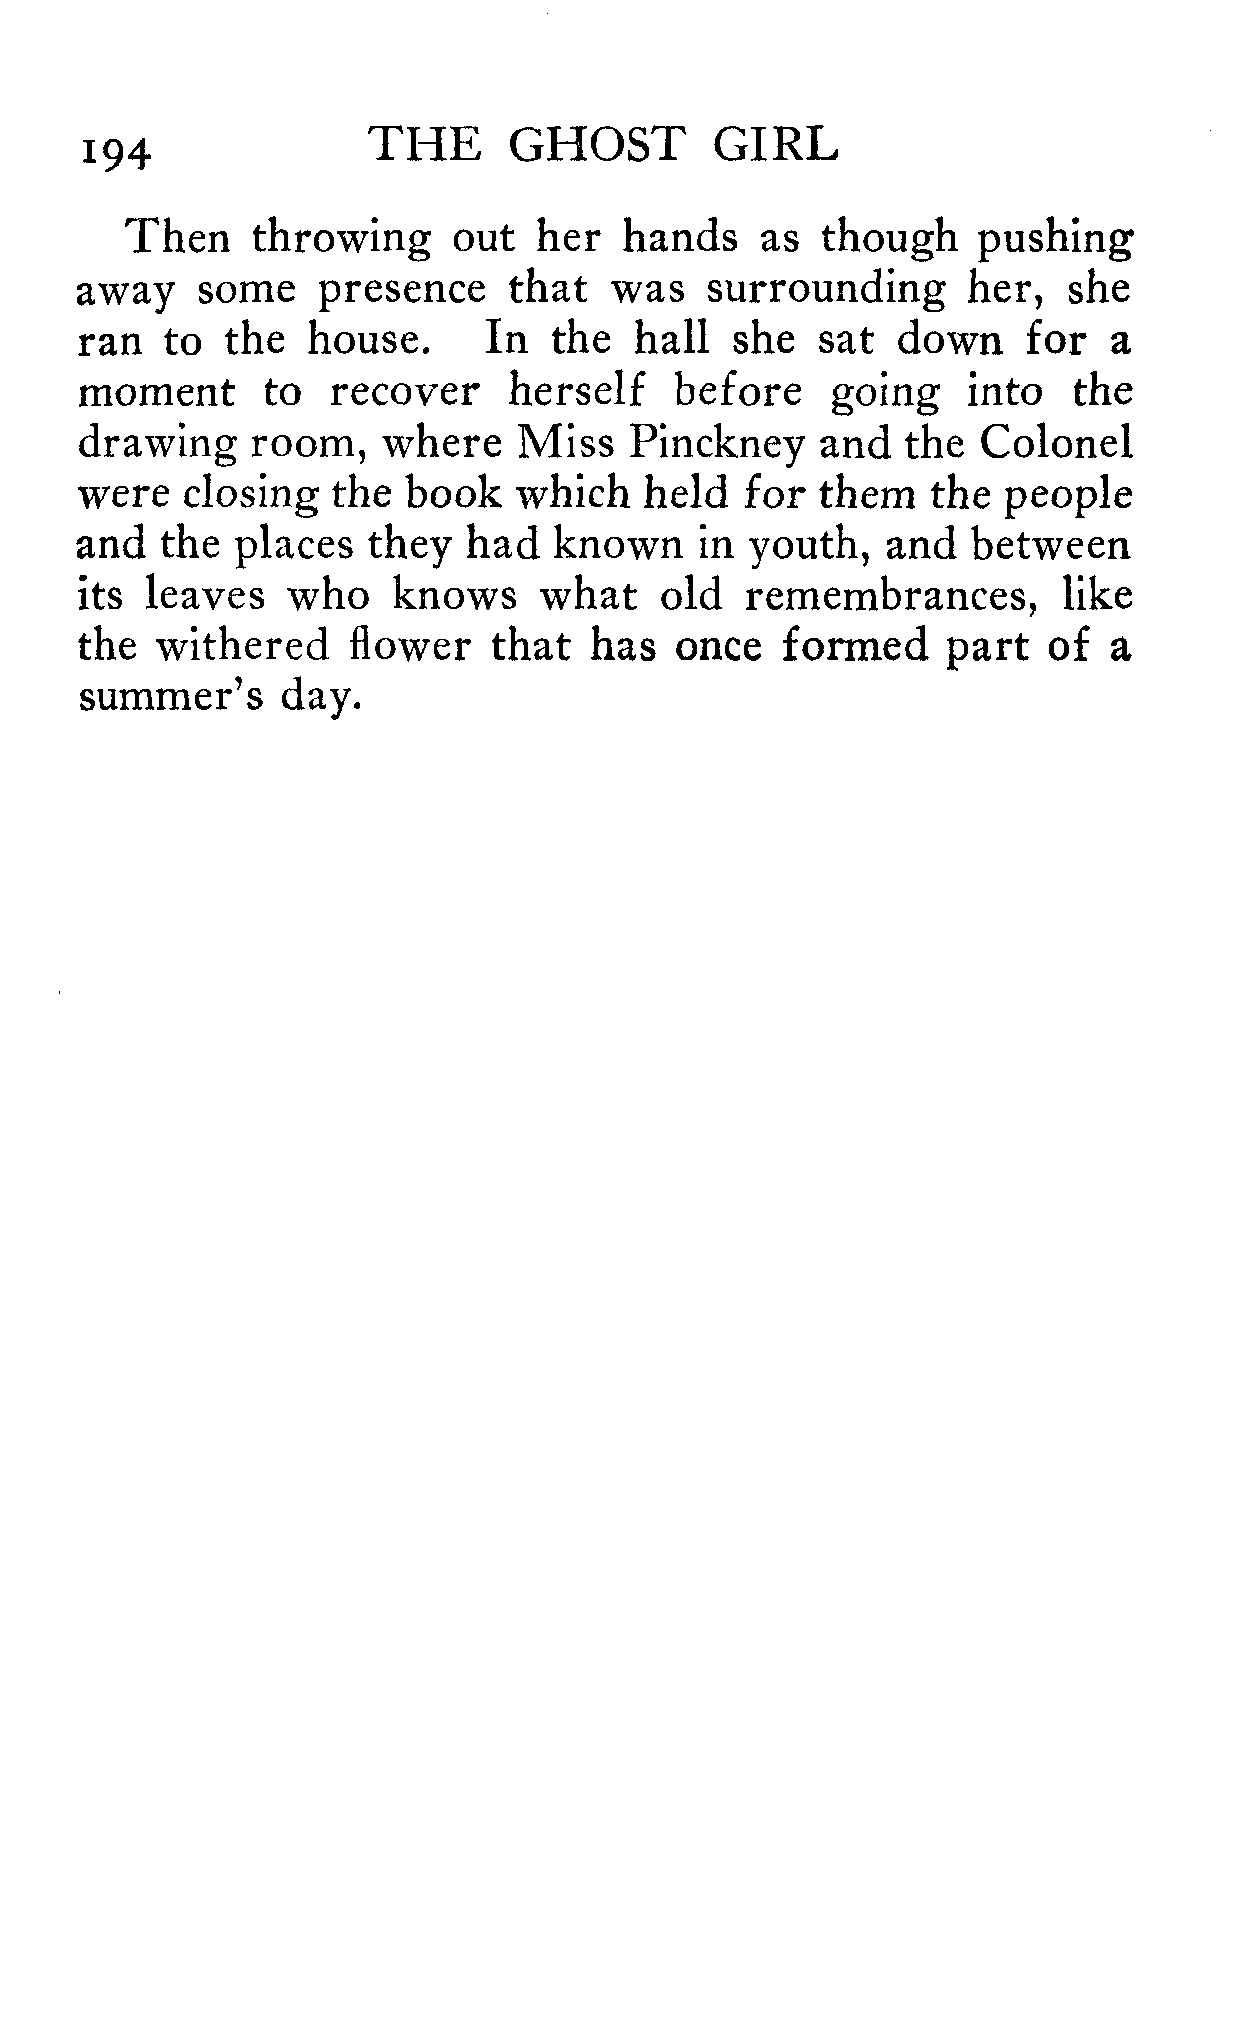 194 THE GHOST GIRL
Then throwing out her hands as though pushing
away some presence that was surrounding her, she
ran to the house. In the hall she sat down for a
moment to recover herself before going into the
drawing room, where Miss Pinckney and the Colonel
were closing the book which held for them the people
and the places they had known in youth, and between
its leaves who knows what old remembrances, like
the withered flower that has once formed part of a
summer's day.